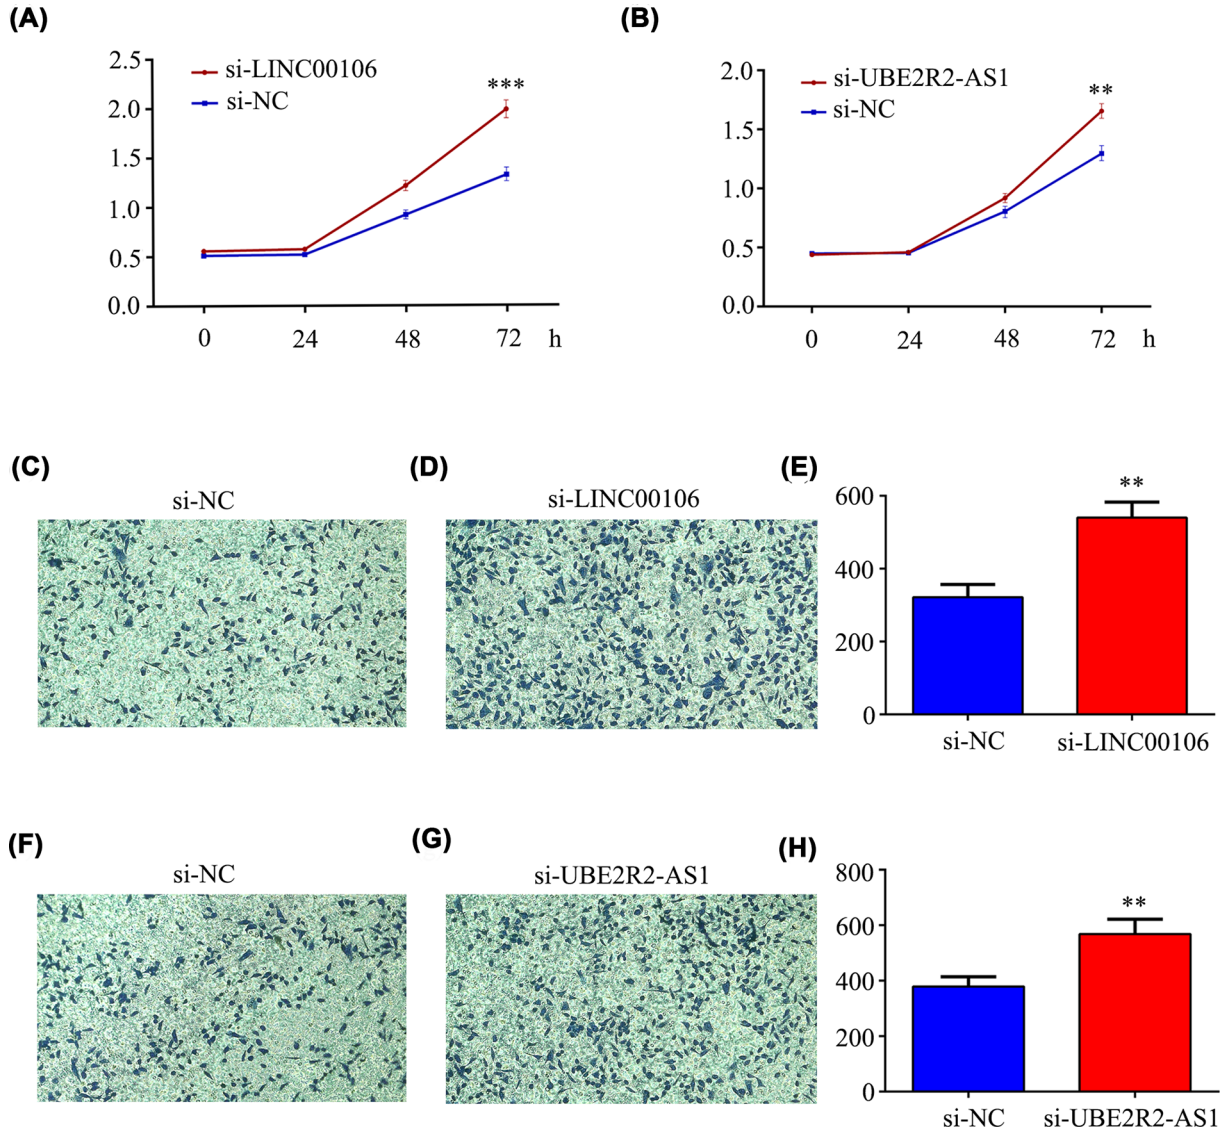 (A)
(B)
2.5
2.0
1.5
1.0
0.5
0.0
si-LINC00106
si-NC
***
0 24 48 72 h
2.0
1.5
1.0
0.5
0.0
si-UBE2R2-AS1
si-NC
**
0 24 48 72 h
(C)
si-NC
(D)
si-LINC00106
(E)
600
400
200
0
**
si-NC si-LINC00106
(F)
si-NC
(G)
si-UBE2R2-AS1
(H)
800
600
400
200
0
**
si-NC si-UBE2R2-AS1